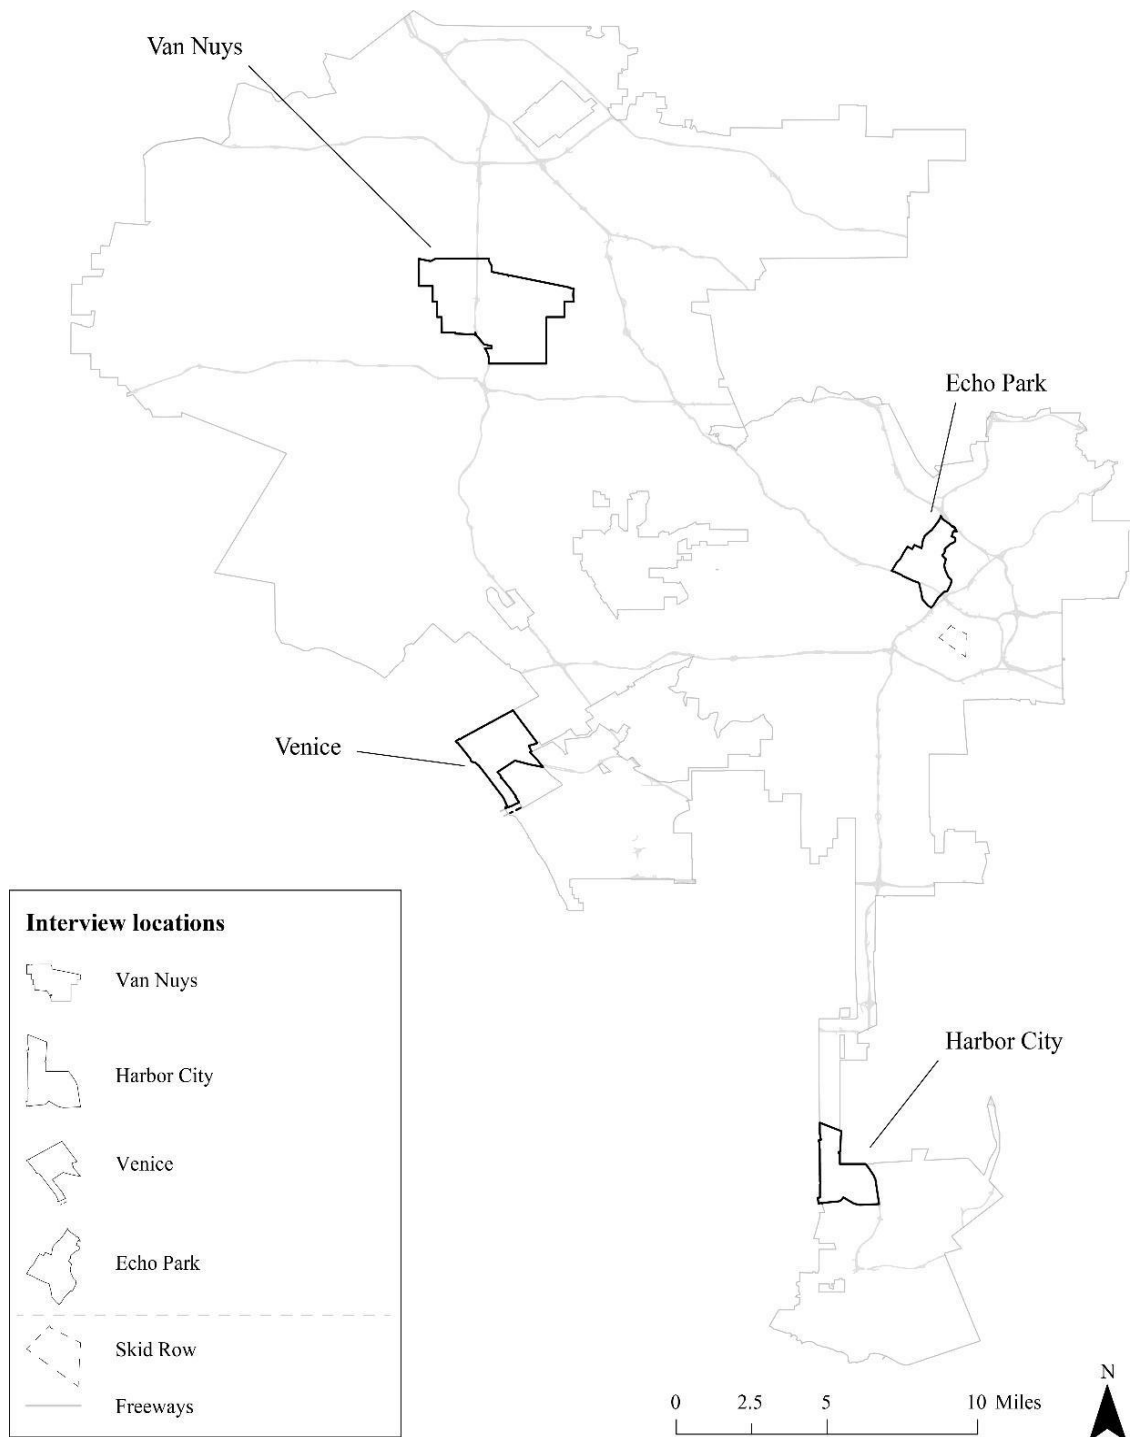 Van Nuys
Echo Park
Venice
Harbor City
Interview locations
Van Nuys
Harbor City
Venice
Echo Park
Skid Row
Freeways
N
0 2.5 5 10 Miles